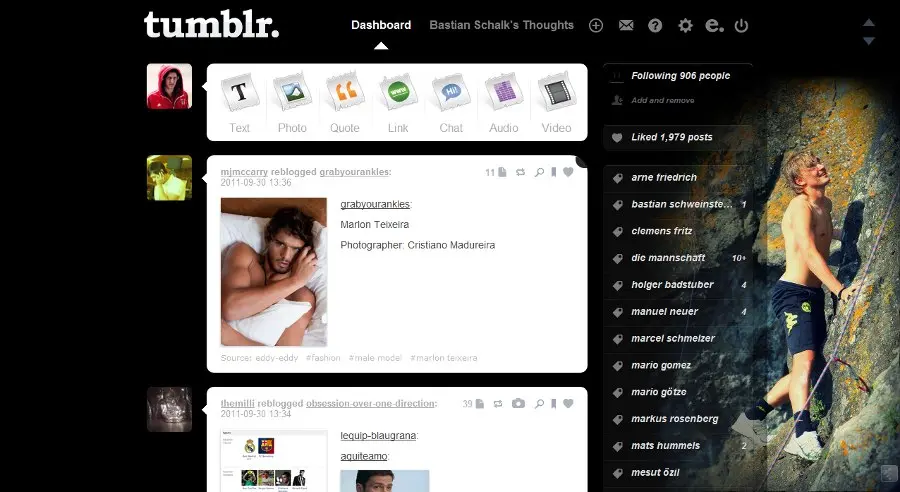 tumblr.
Dashboard
Bastian Schalk's Thoughts
Text
Photo
Quote
Link
Chat
Audio
Video
mjmccarry reblogged grabyourankles:
2011-09-30 13:36
11
grabyourankles:
Marlon Teixeira
Photographer: Cristiano Madureira
Source: eddy-eddy #fashion #male model #marlon teixeira
themilli reblogged obsession-over-one-direction:
2011-09-30 13:34
39
lequip-blaugrana:
aquiteamo:
Following 906 people
Add and remove
Liked 1,979 posts
arne friedrich
bastian schweinste... 1
clemens fritz
die mannschaft 10+
holger badstuber 4
manuel neuer 4
marcel schmelzer
mario gomez
mario götze
markus rosenberg
mats hummels 2
mesut özil